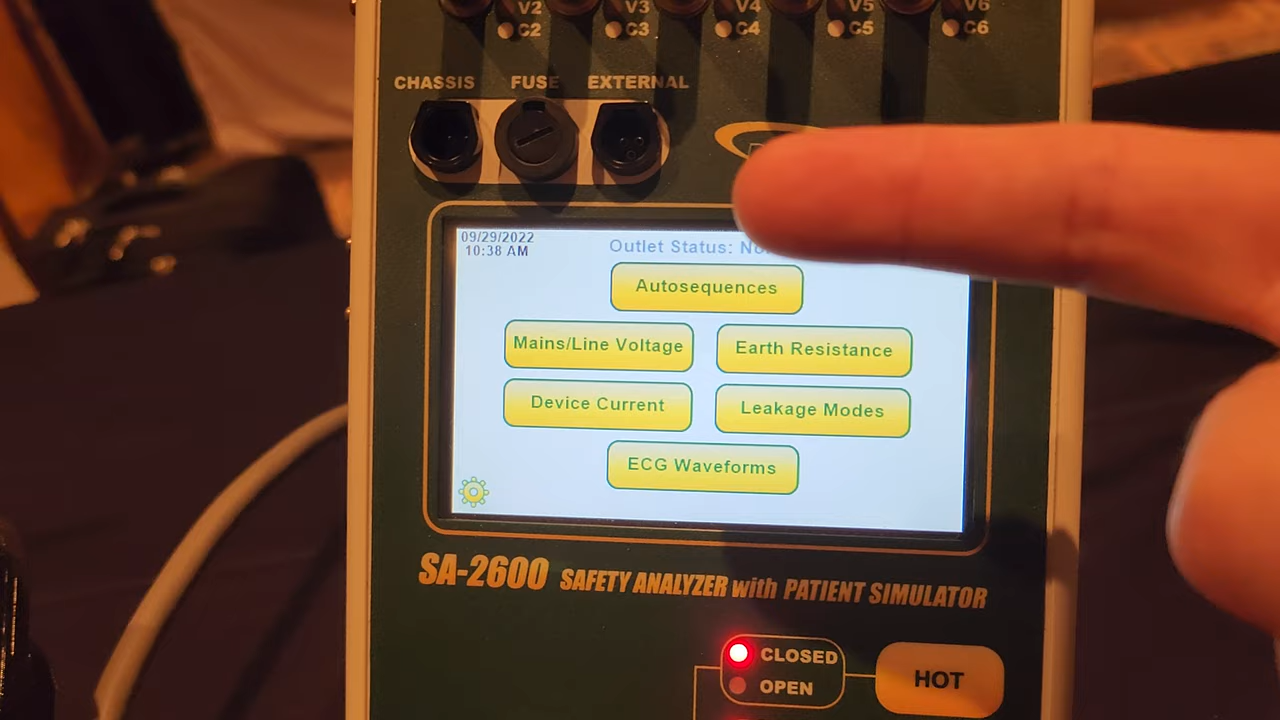 V2 V3 V4 V5 V6
C2 C3 C4 C5 C6
CHASSIS FUSE EXTERNAL
09/29/2022
10:38 AM
Outlet Status:
Autosequences
Mains/Line Voltage Earth Resistance
Device Current Leakage Modes
ECG Waveforms
SA-2600 SAFETY ANALYZER with PATIENT SIMULATOR
CLOSED
OPEN
HOT